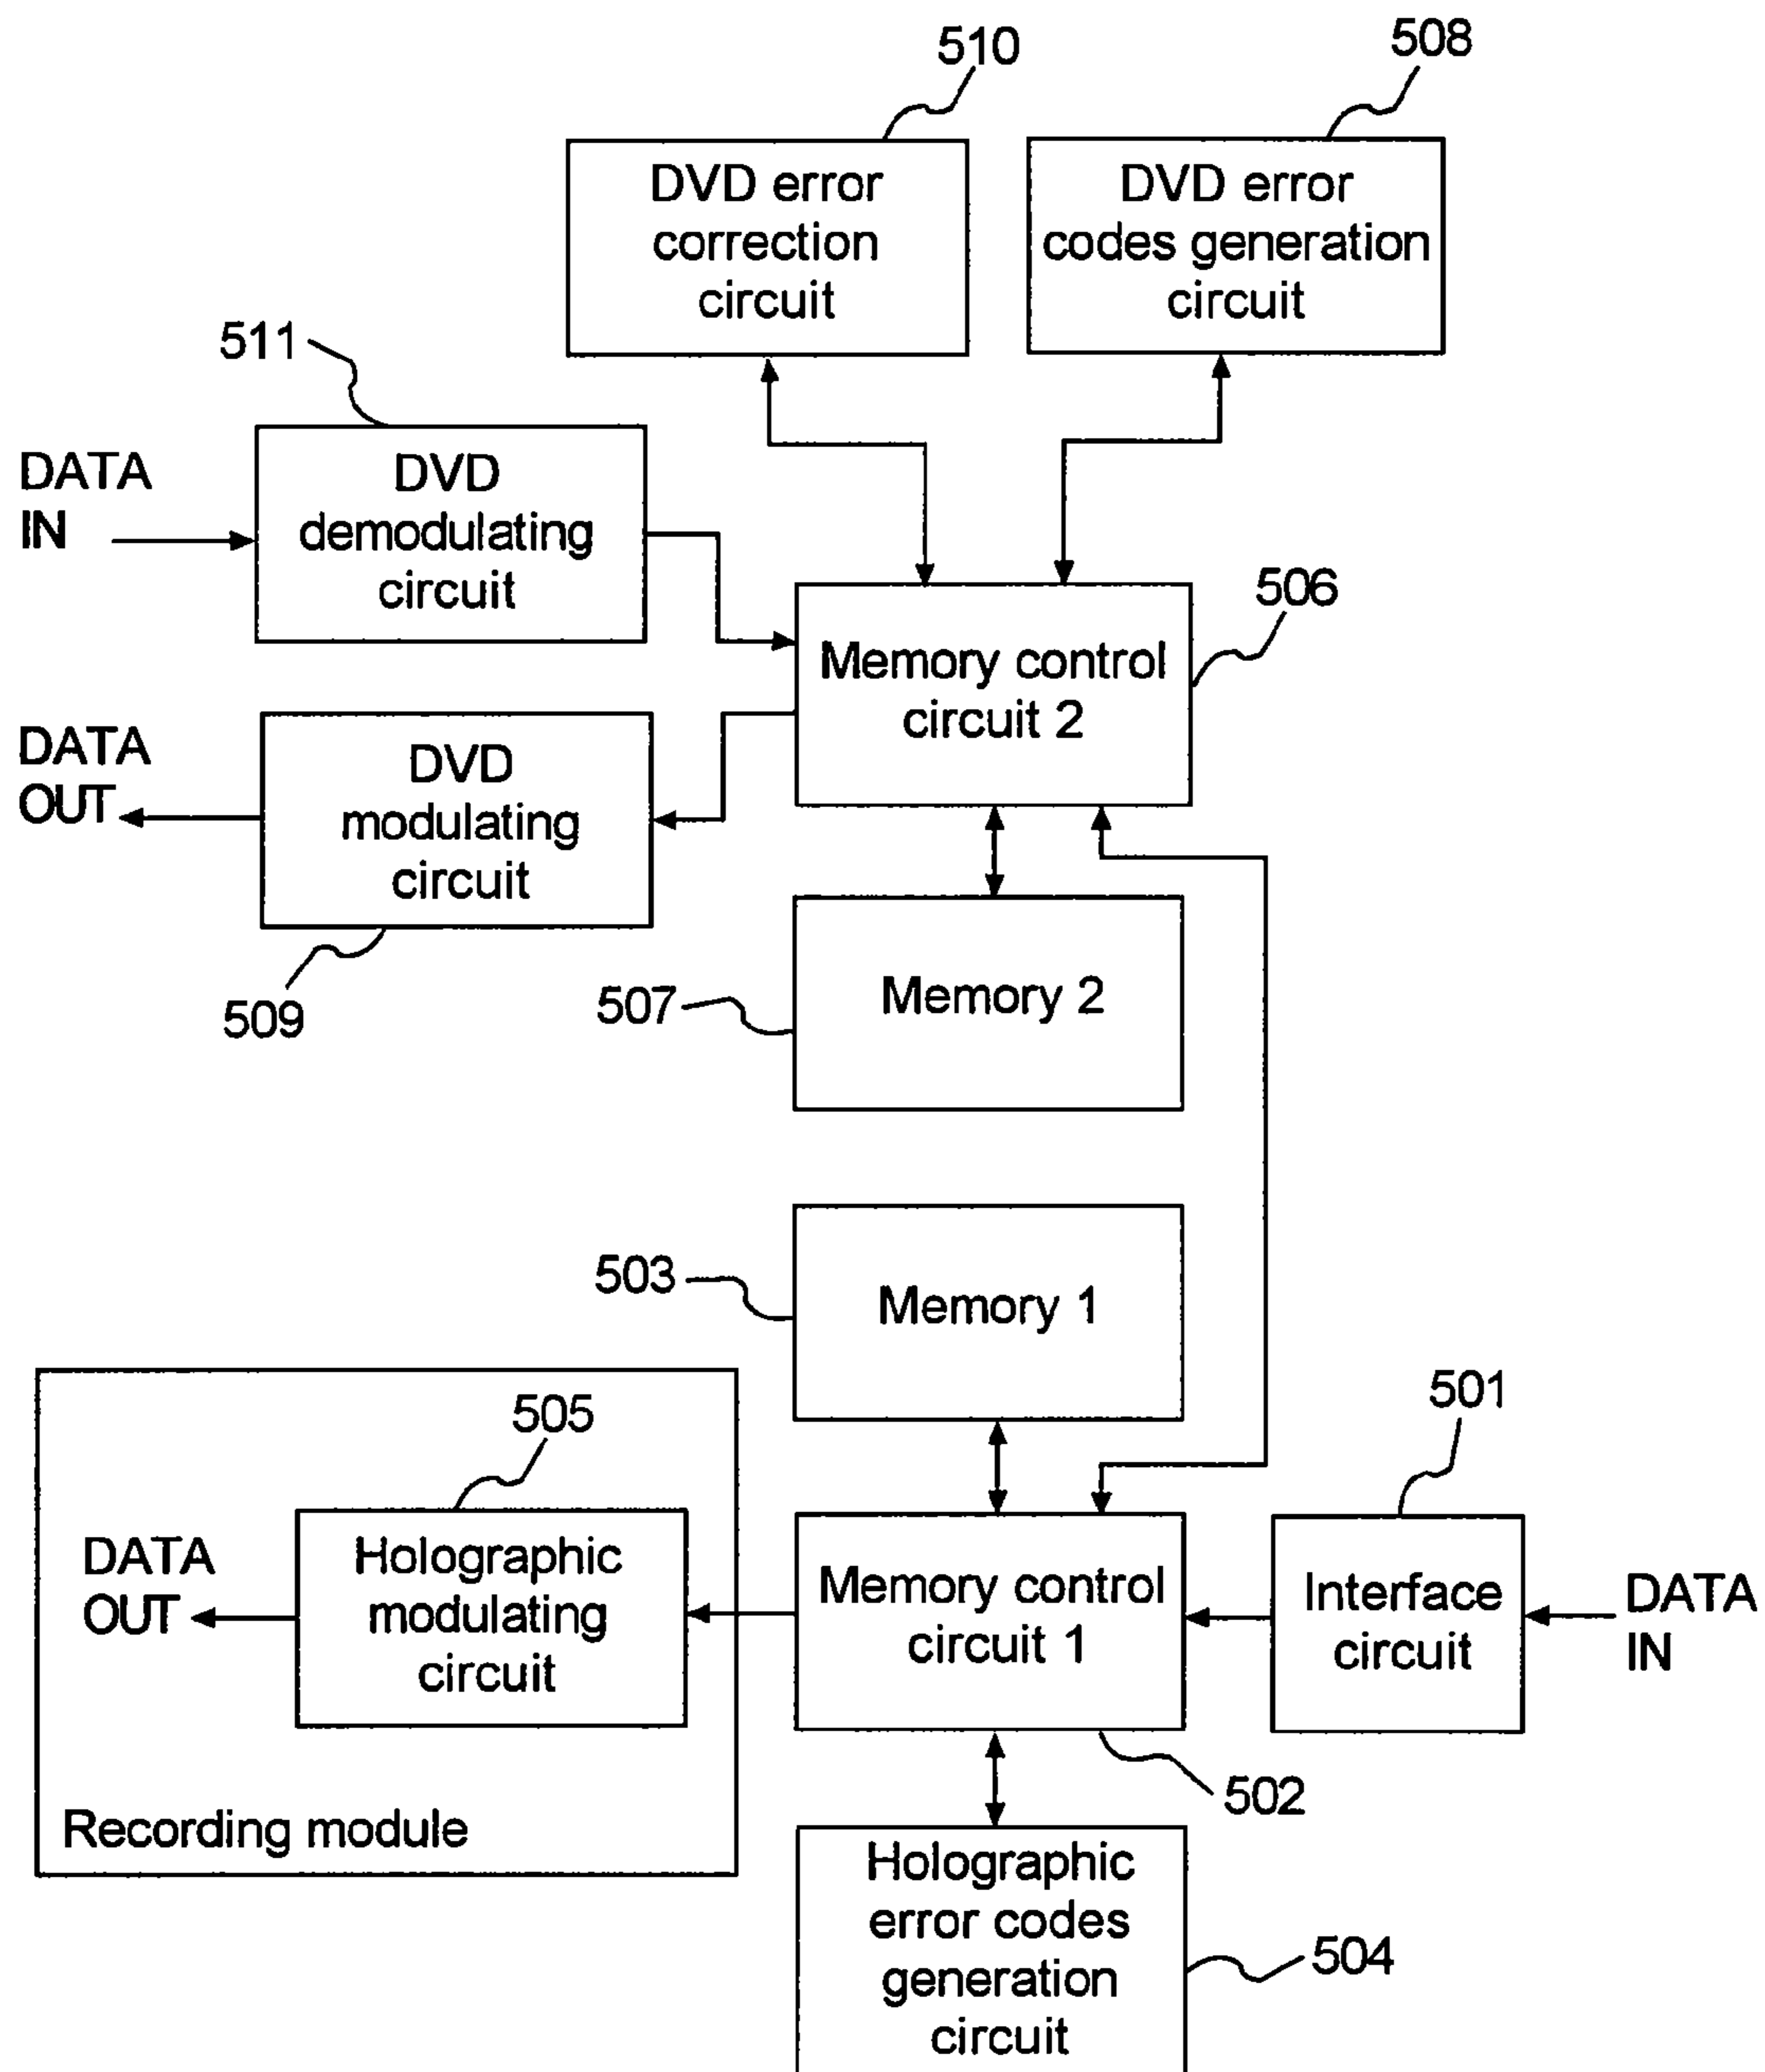 510
508
DVD error
correction
circuit
DVD error
codes generation
circuit
511
DATA
IN
DVD
demodulating
circuit
506
Memory control
circuit 2
DATA
OUT
DVD
modulating
circuit
509
507
Memory 2
503
Memory 1
505
501
DATA
OUT
Holographic
modulating
circuit
Memory control
circuit 1
Interface
circuit
DATA
IN
502
Recording module
Holographic
error codes
generation
circuit
504